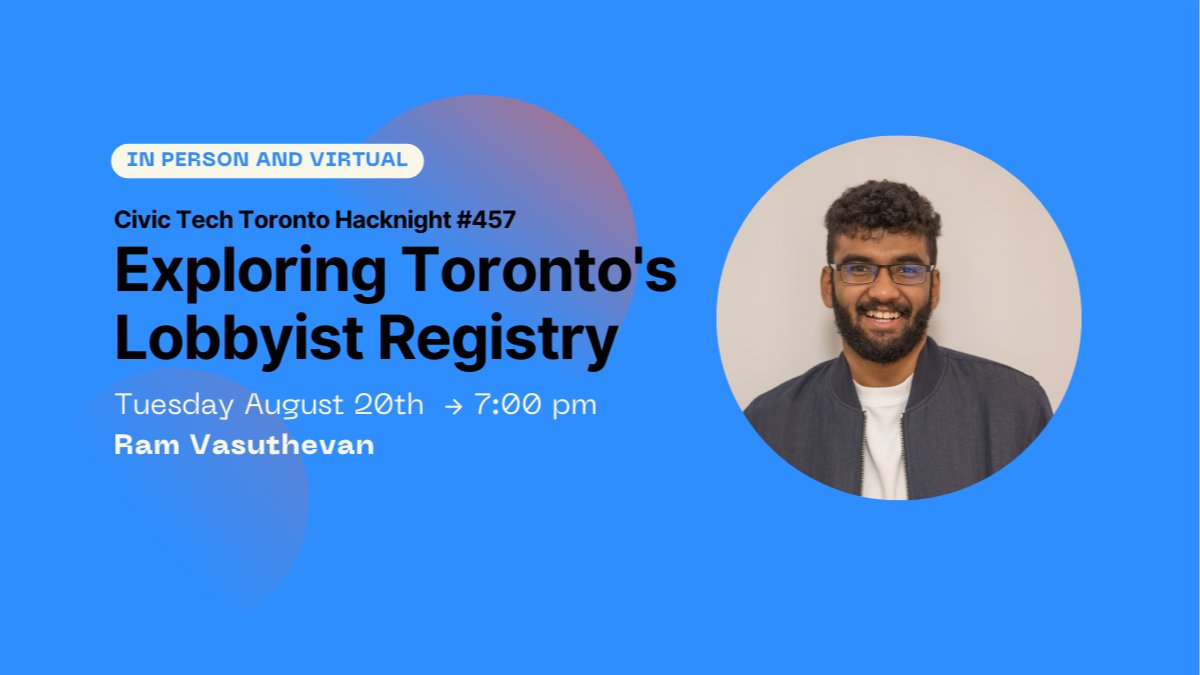 IN PERSON AND VIRTUAL
Civic Tech Toronto Hacknight #457
Exploring Toronto's
Lobbyist Registry
Tuesday August 20th → 7:00 pm
Ram Vasuthevan